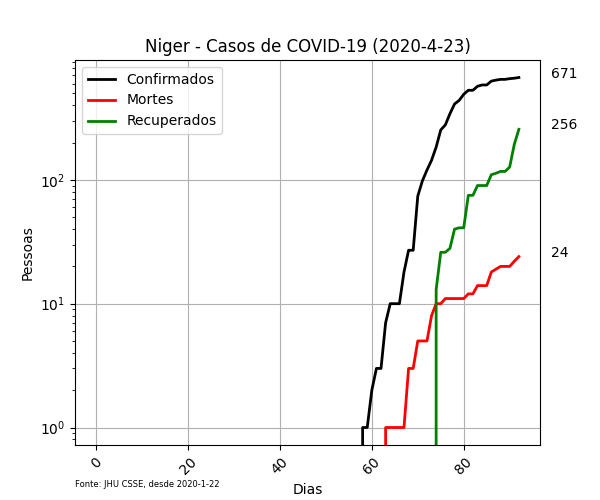 Niger - Casos de COVID-19 (2020-4-23)
Confirmados
Mortes
Recuperados
671
256
24
Pessoas
10²
10¹
10⁰
0
20
40
60
80
Fonte: JHU CSSE, desde 2020-1-22
Dias